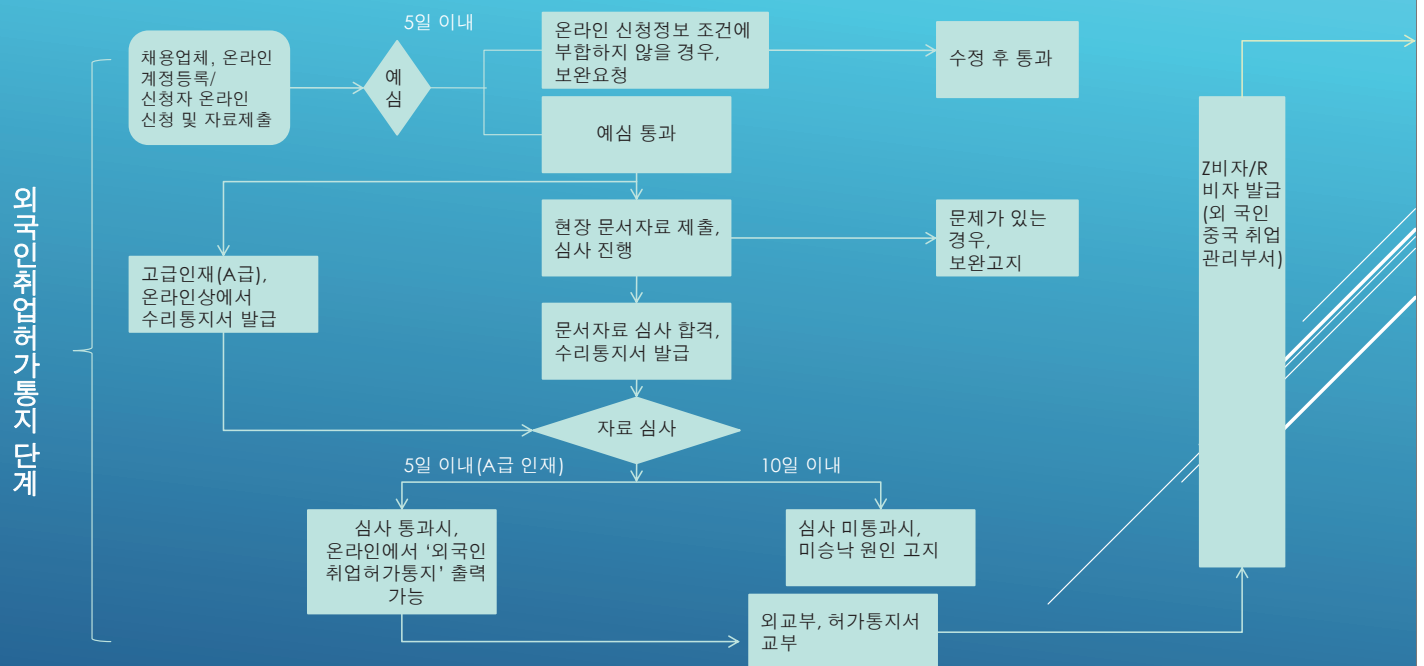 외국인취업허가통지 단계
5일 이내
채용업체, 온라인
계정등록/
신청자 온라인
신청 및 자료제출
예
심
온라인 신청정보 조건에
부합하지 않을 경우,
보완요청
수정 후 통과
예심 통과
현장 문서자료 제출,
심사 진행
문제가 있는
경우,
보완고지
고급인재(A급),
온라인상에서
수리통지서 발급
문서자료 심사 합격,
수리통지서 발급
자료 심사
5일 이내(A급 인재)
10일 이내
심사 통과시,
온라인에서 ‘외국인
취업허가통지’ 출력
가능
심사 미통과시,
미승낙 원인 고지
외교부, 허가통지서
교부
Z비자/R
비자 발급
(외 국인
중국 취업
관리부서)